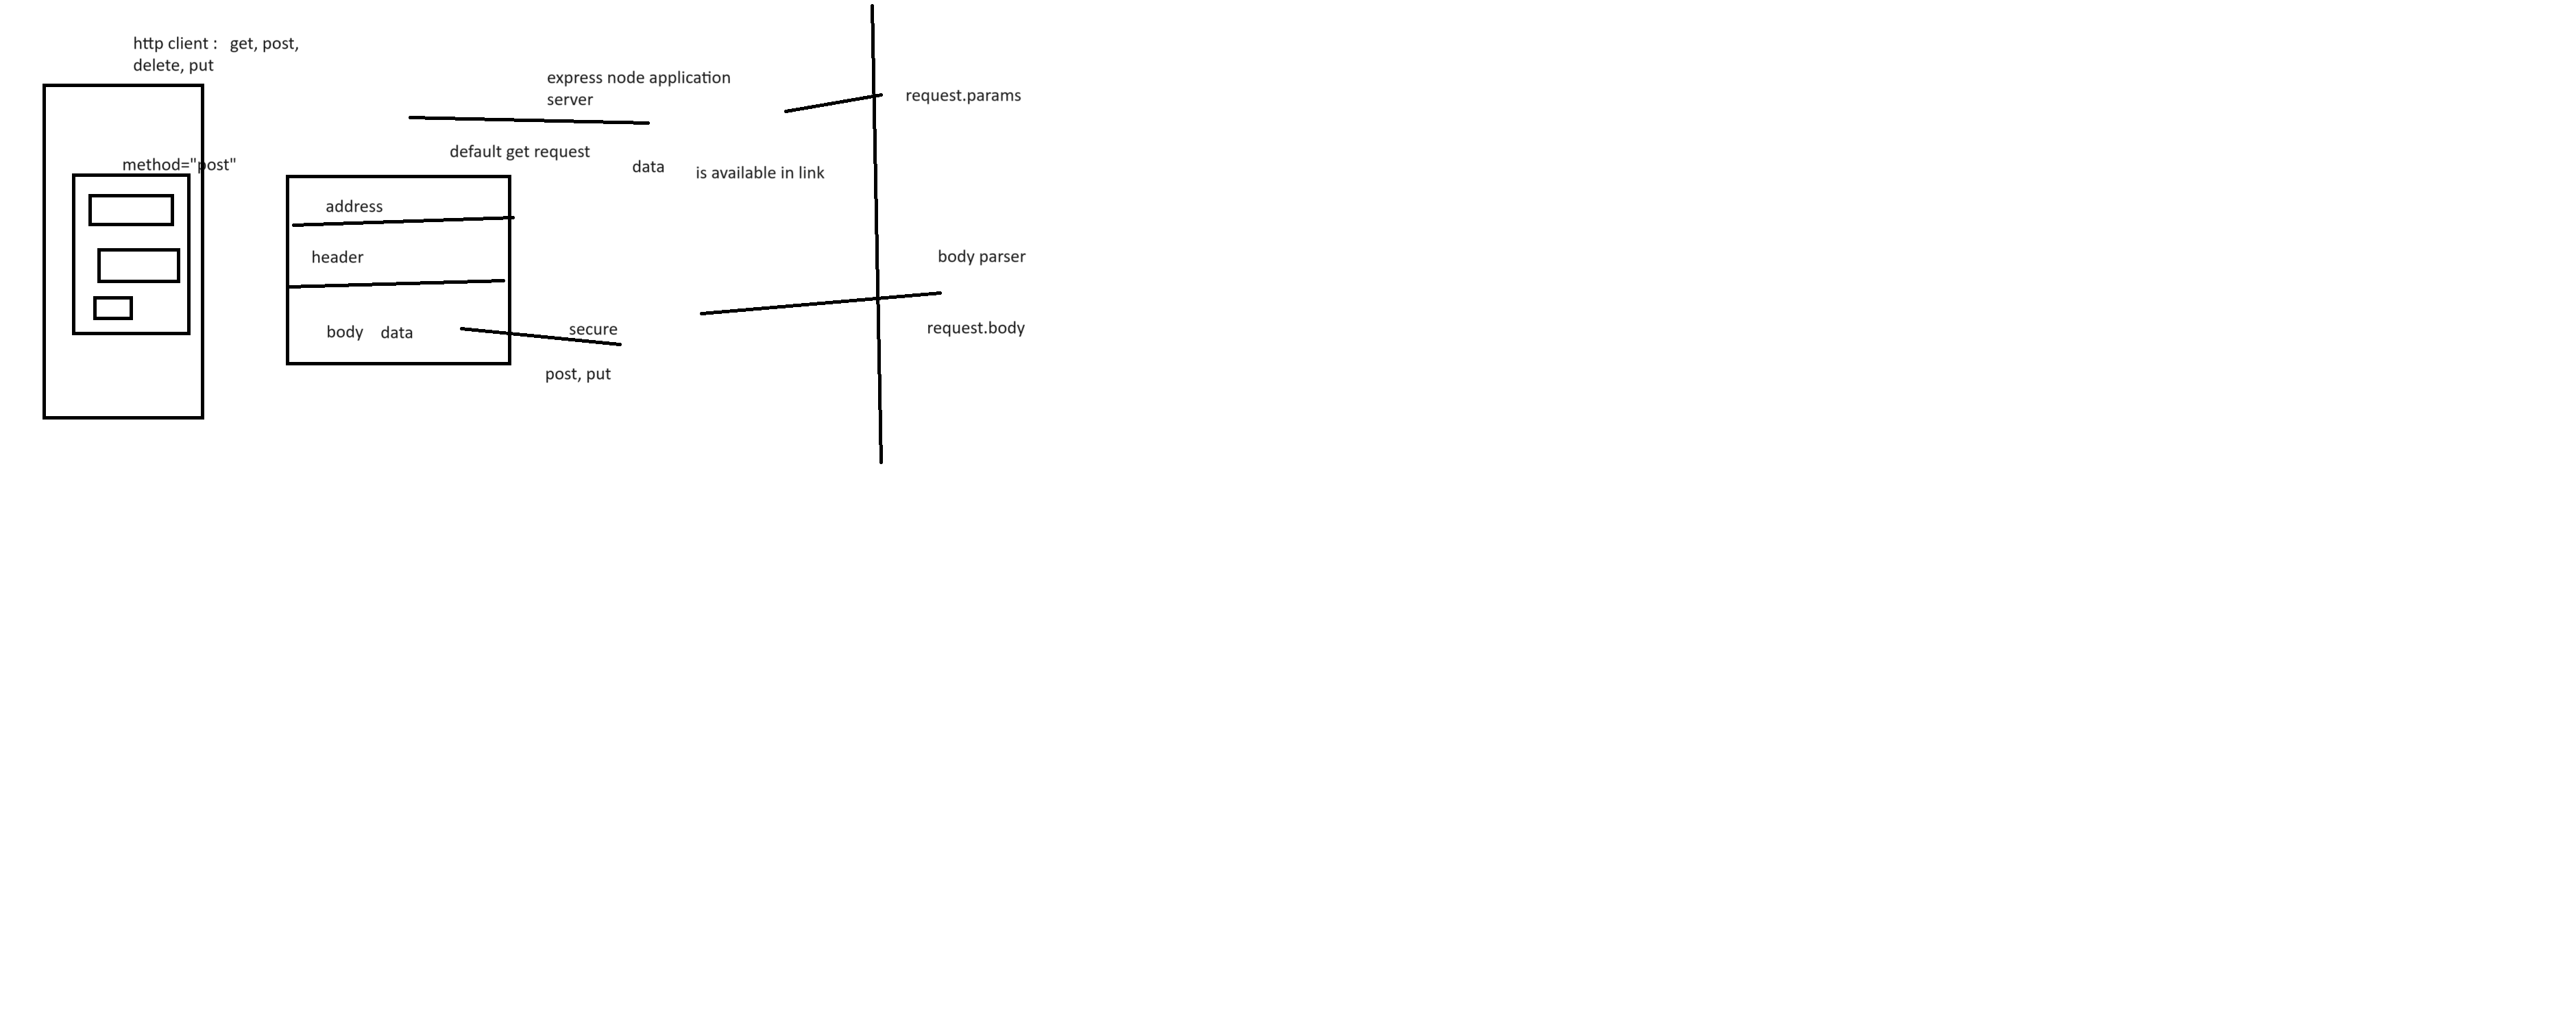 http client :   get, post,
delete, put
express node application
server
request.params
default get request
data
is available in link
method="post"
address
header
body parser
body    data
secure
request.body
post, put